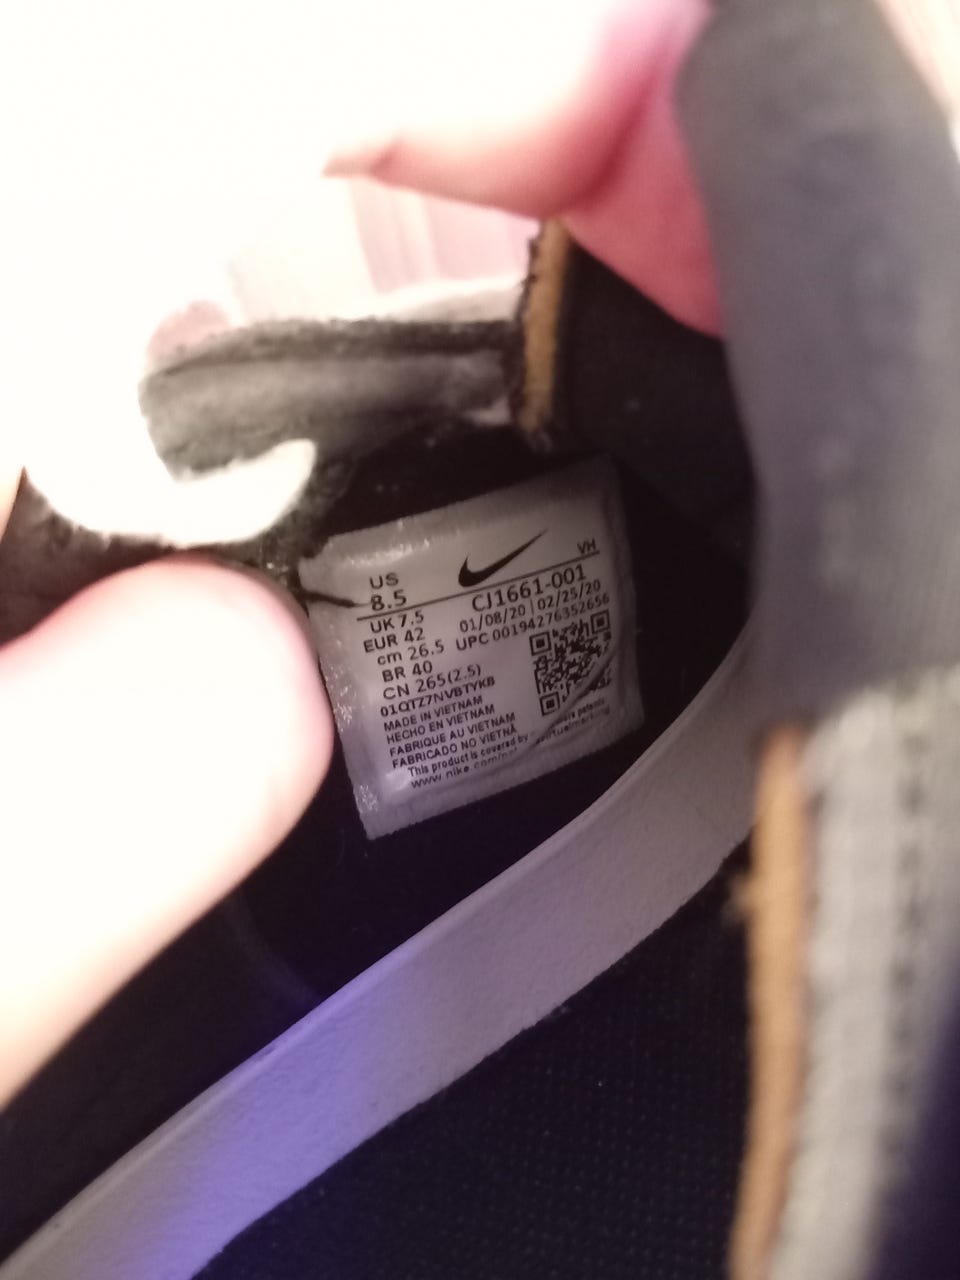 VH
US
8.5
CJ1661-001
UK 7.5
01/08/20 | 02/25/20
EUR 42
UPC 00194276352656
cm 26.5
BR 40
CN 265(2.5)
01QTZ7NVBTYKB
MADE IN VIETNAM
HECHO EN VIETNAM
FABRIQUE AU VIETNAM
FABRICADO NO VIETNÃ
This product is covered by patents
www.nike.com/